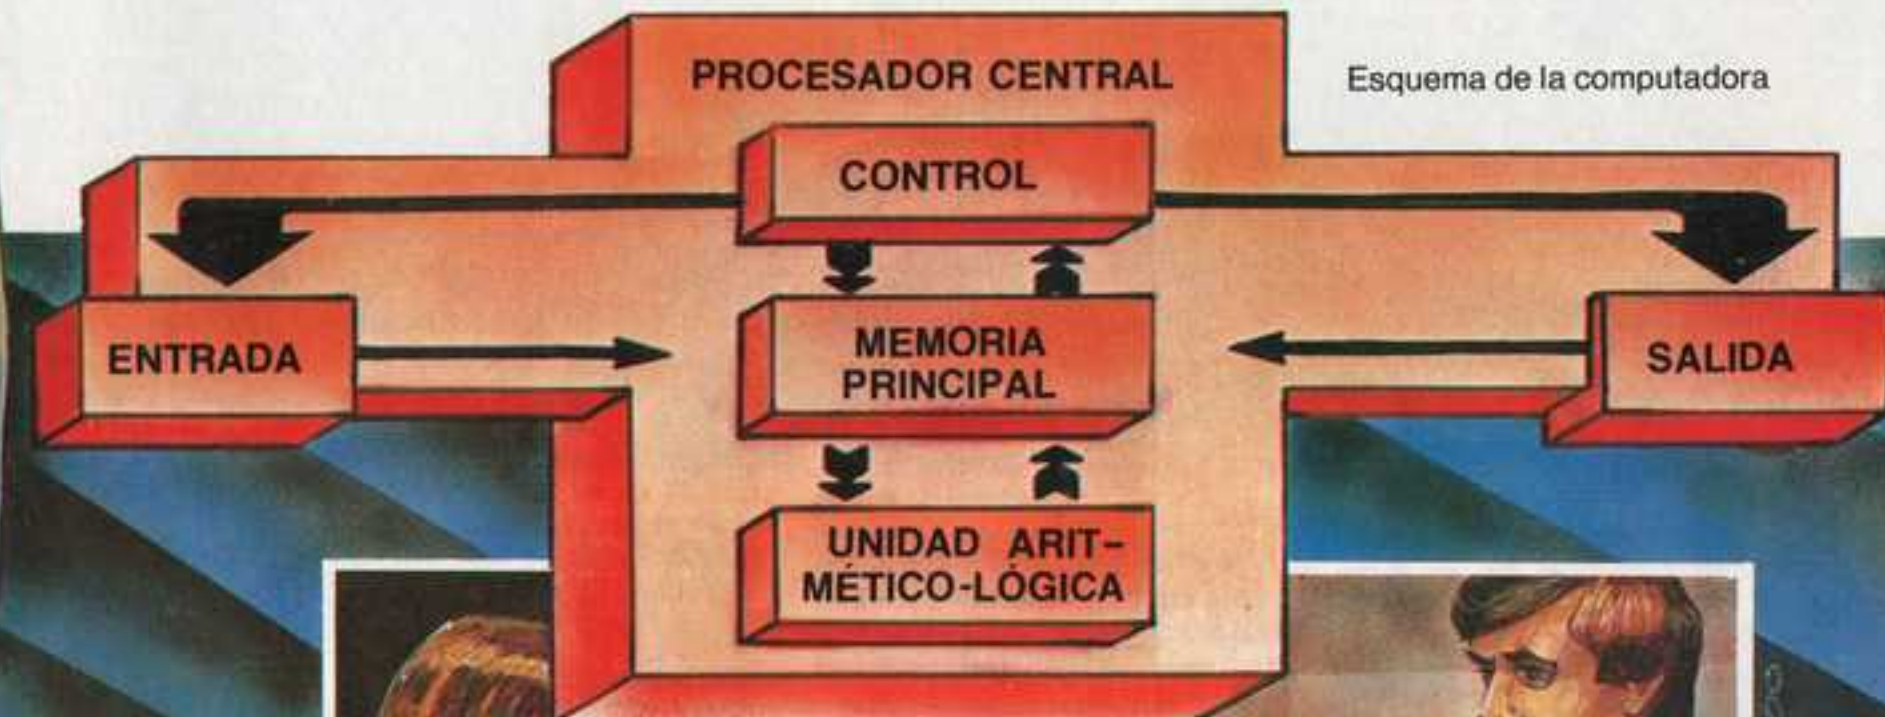 PROCESADOR CENTRAL
Esquema de la computadora
CONTROL
ENTRADA
MEMORIA
PRINCIPAL
SALIDA
UNIDAD ARIT-
MÉTICO-LÓGICA